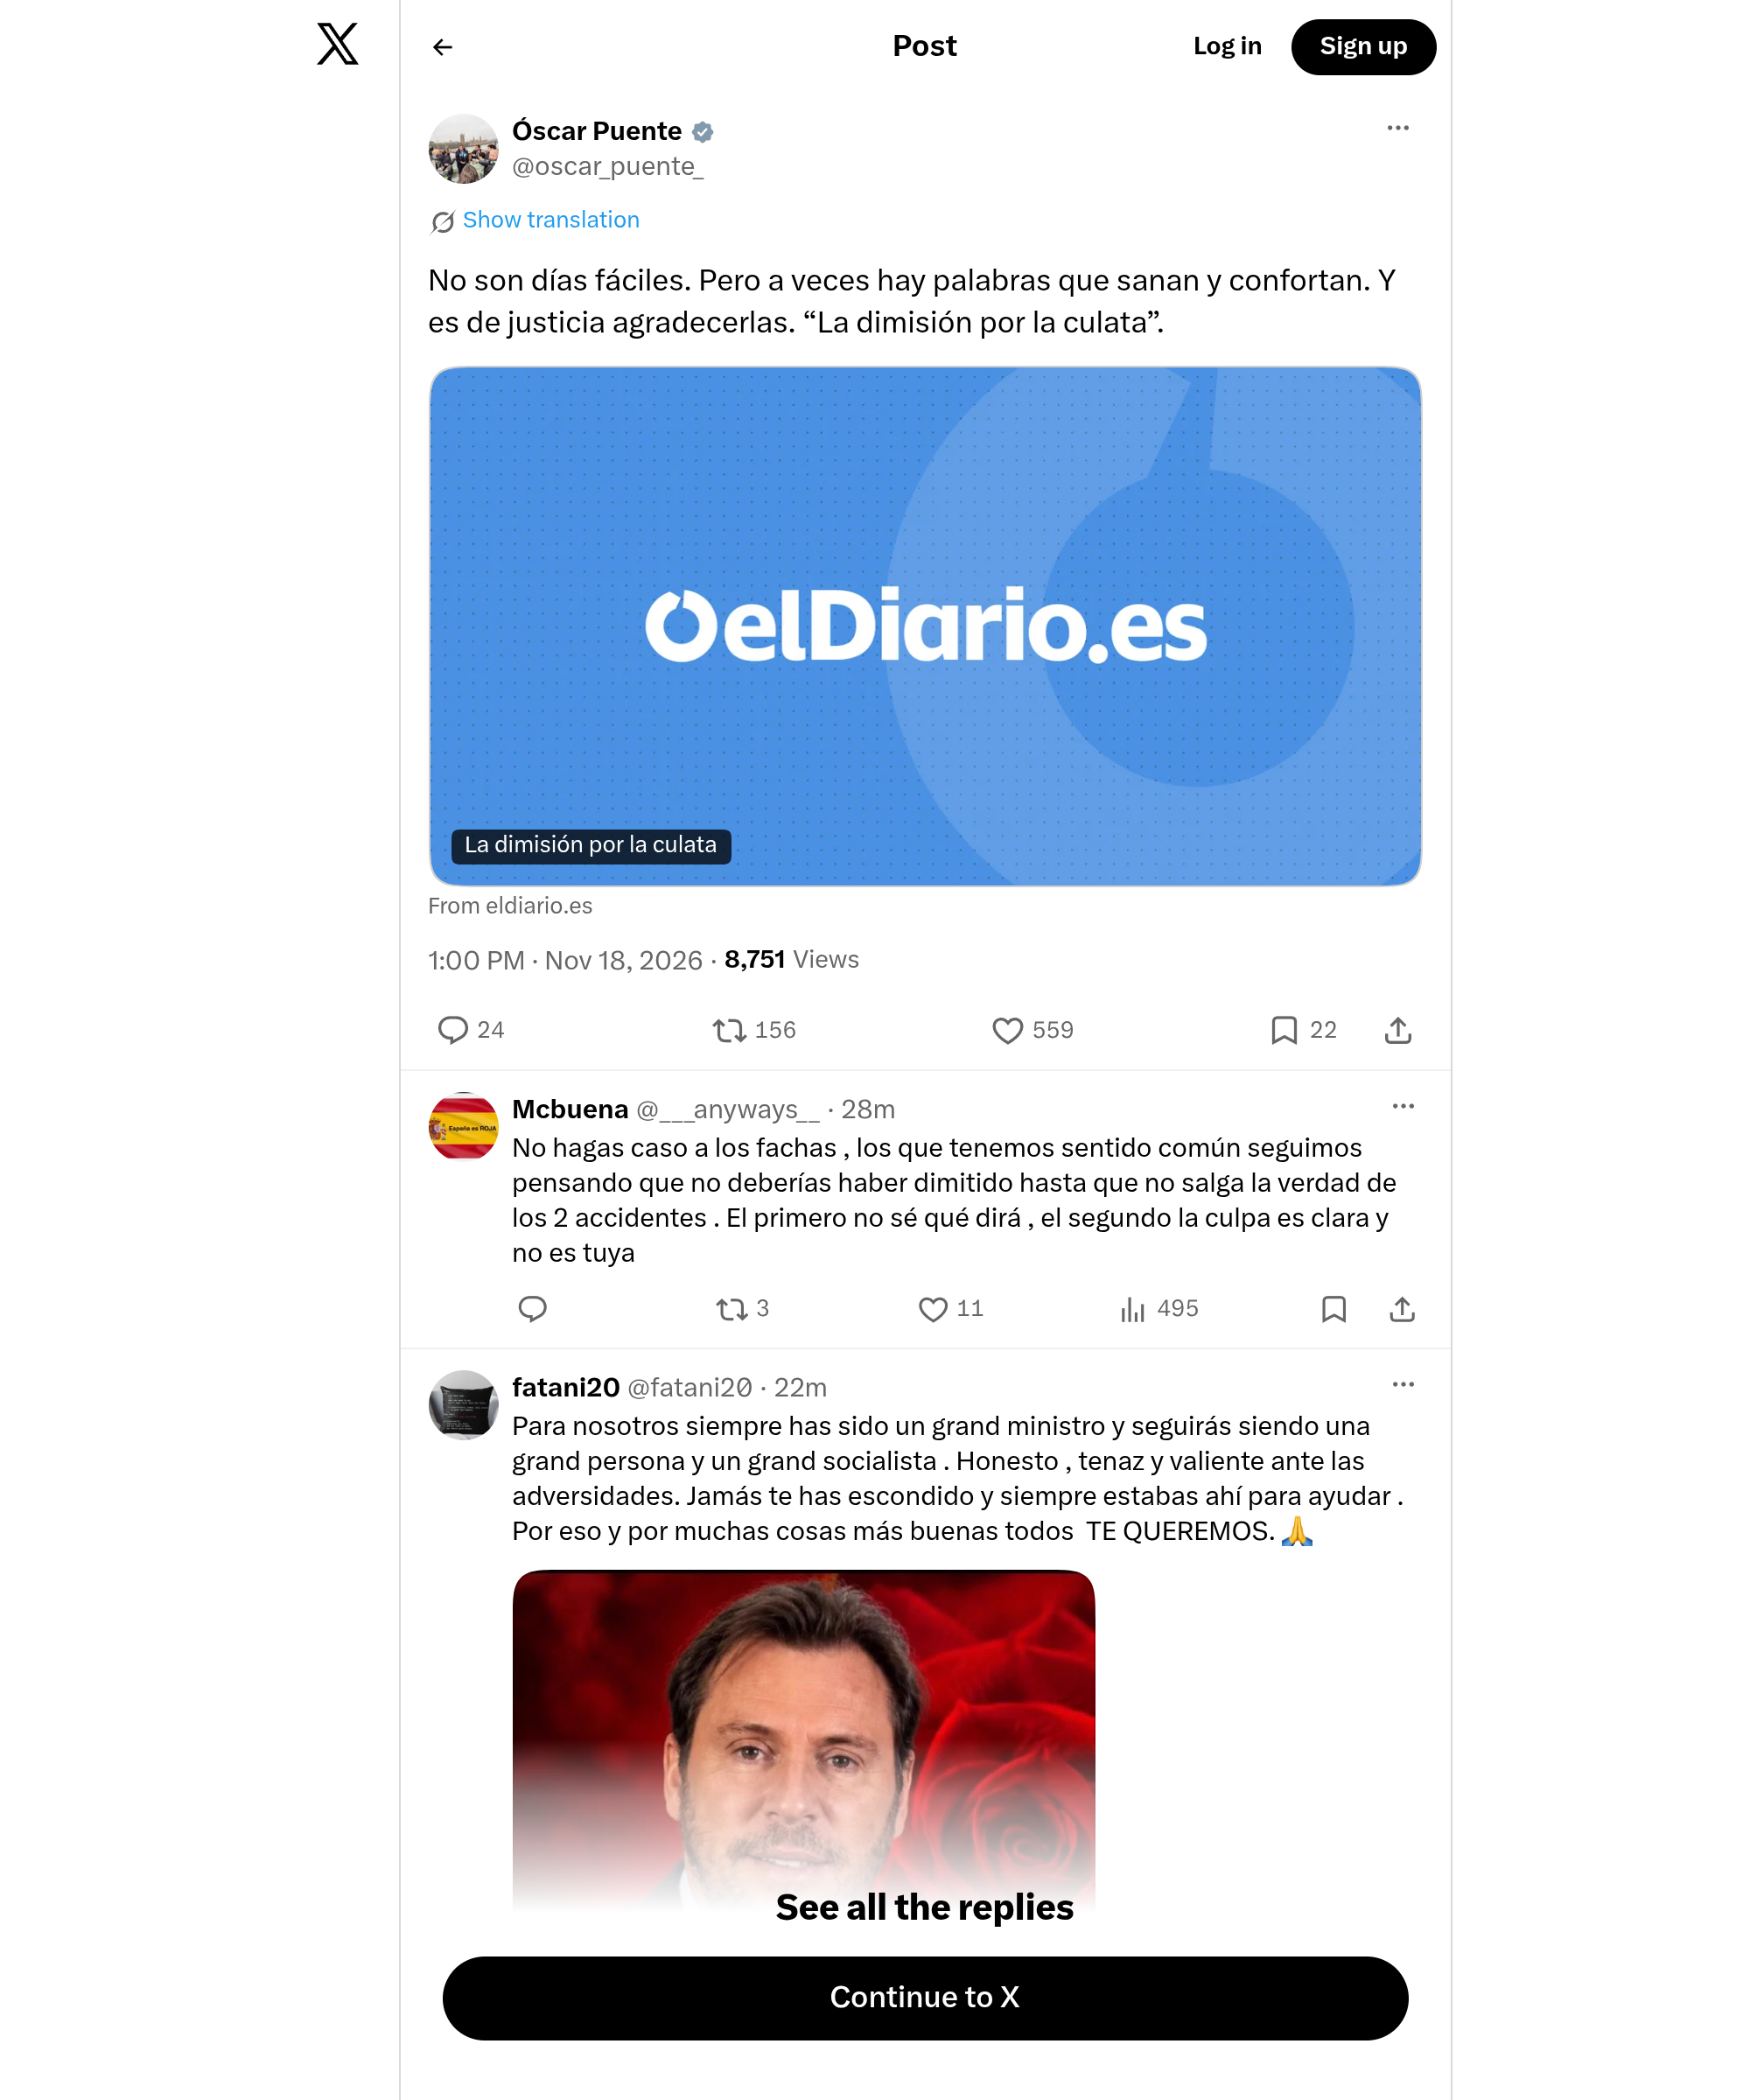 Post
Log in
Sign up
Óscar Puente
@oscar_puente_
Show translation
No son días fáciles. Pero a veces hay palabras que sanan y confortan. Y
es de justicia agradecerlas. “La dimisión por la culata”.
elDiario.es
La dimisión por la culata
From eldiario.es
1:00 PM · Nov 18, 2026 · 8,751 Views
24
156
559
22
España es ROJA
Mcbuena @___anyways__ · 28m
No hagas caso a los fachas , los que tenemos sentido común seguimos
pensando que no deberías haber dimitido hasta que no salga la verdad de
los 2 accidentes . El primero no sé qué dirá , el segundo la culpa es clara y
no es tuya
3
11
495
fatani20 @fatani20 · 22m
Para nosotros siempre has sido un grand ministro y seguirás siendo una
grand persona y un grand socialista . Honesto , tenaz y valiente ante las
adversidades. Jamás te has escondido y siempre estabas ahí para ayudar .
Por eso y por muchas cosas más buenas todos  TE QUEREMOS. 🙏
See all the replies
Continue to X